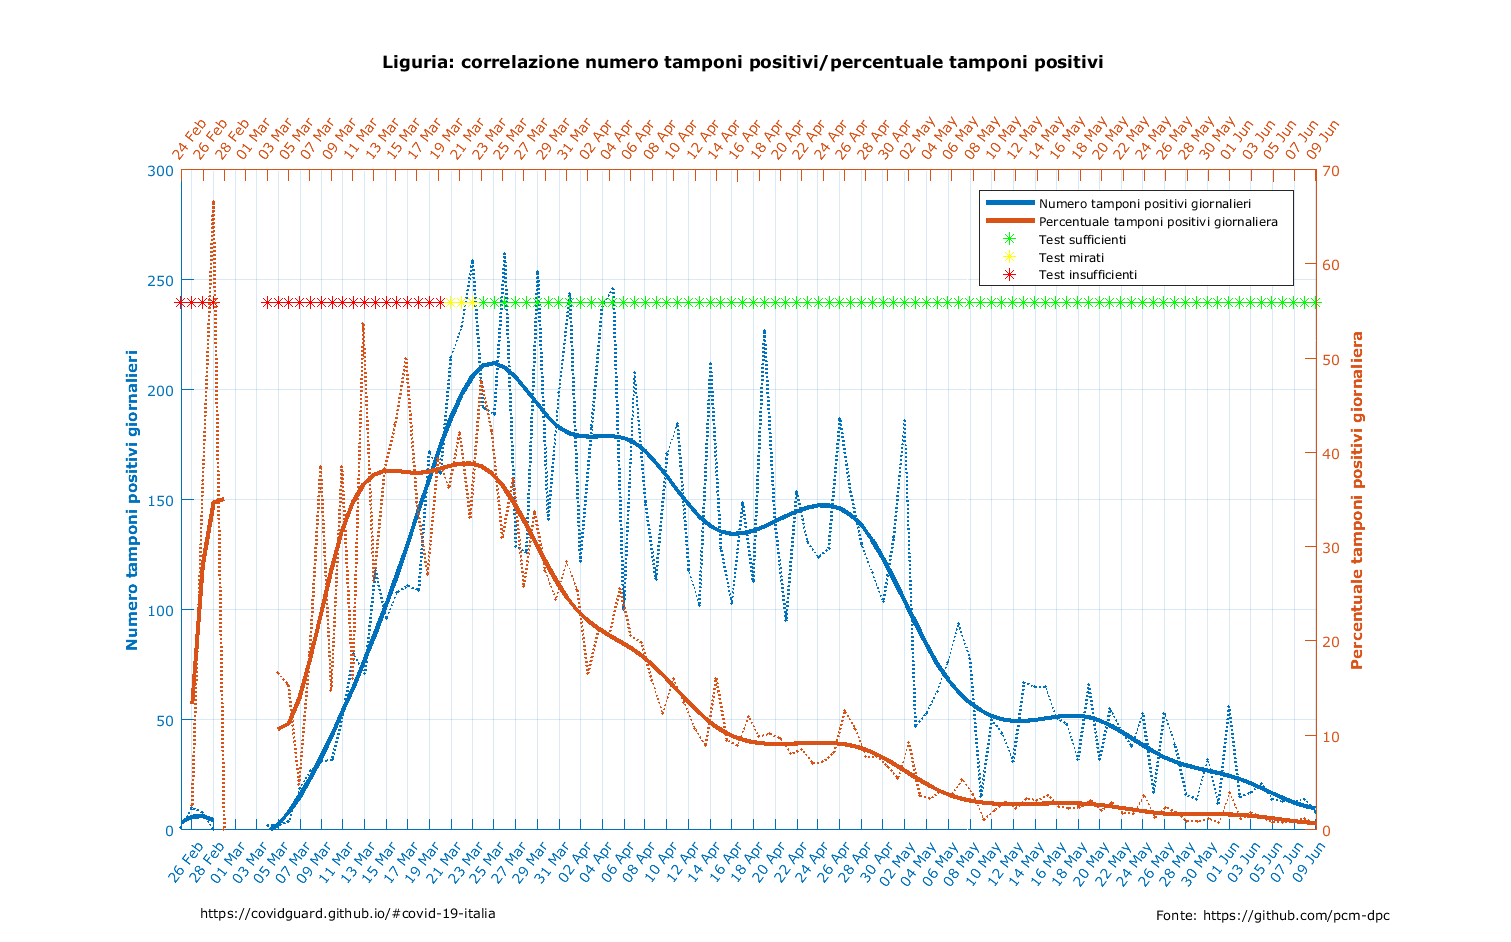 Liguria: correlazione numero tamponi positivi/percentuale tamponi positivi
24 Feb 26 Feb 28 Feb 01 Mar 03 Mar 05 Mar 07 Mar 09 Mar 11 Mar 13 Mar 15 Mar 17 Mar 19 Mar 21 Mar 23 Mar 25 Mar 27 Mar 29 Mar 31 Mar 02 Apr 04 Apr 06 Apr 08 Apr 10 Apr 12 Apr 14 Apr 16 Apr 18 Apr 20 Apr 22 Apr 24 Apr 26 Apr 28 Apr 30 Apr 02 May 04 May 06 May 08 May 10 May 12 May 14 May 16 May 18 May 20 May 22 May 24 May 26 May 28 May 30 May 01 Jun 03 Jun 05 Jun 07 Jun 09 Jun
300
250
200
150
100
50
0
Numero tamponi positivi giornalieri
Numero tamponi positivi giornalieri
Percentuale tamponi positivi giornaliera
Test sufficienti
Test mirati
Test insufficienti
70
60
50
40
30
20
10
0
Percentuale tamponi positivi giornaliera
26 Feb 28 Feb 01 Mar 03 Mar 05 Mar 07 Mar 09 Mar 11 Mar 13 Mar 15 Mar 17 Mar 19 Mar 21 Mar 23 Mar 25 Mar 27 Mar 29 Mar 31 Mar 02 Apr 04 Apr 06 Apr 08 Apr 10 Apr 12 Apr 14 Apr 16 Apr 18 Apr 20 Apr 22 Apr 24 Apr 26 Apr 28 Apr 30 Apr 02 May 04 May 06 May 08 May 10 May 12 May 14 May 16 May 18 May 20 May 22 May 24 May 26 May 28 May 30 May 01 Jun 03 Jun 05 Jun 07 Jun 09 Jun
https://covidguard.github.io/#covid-19-italia
Fonte: https://github.com/pcm-dpc